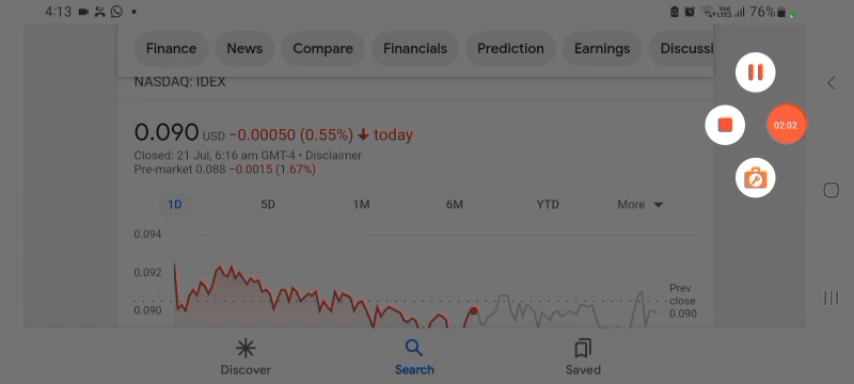 4:13
76%
Finance News Compare Financials Prediction Earnings Discussi
NASDAQ: IDEX
0.090 USD −0.00050 (0.55%) ↓ today
Closed: 21 Jul, 6:16 am GMT-4 • Disclaimer
Pre-market 0.088 −0.0015 (1.67%)
1D 5D 1M 6M YTD More
0.094
0.092
0.090
Prev
close
0.090
02:02
Discover Search Saved